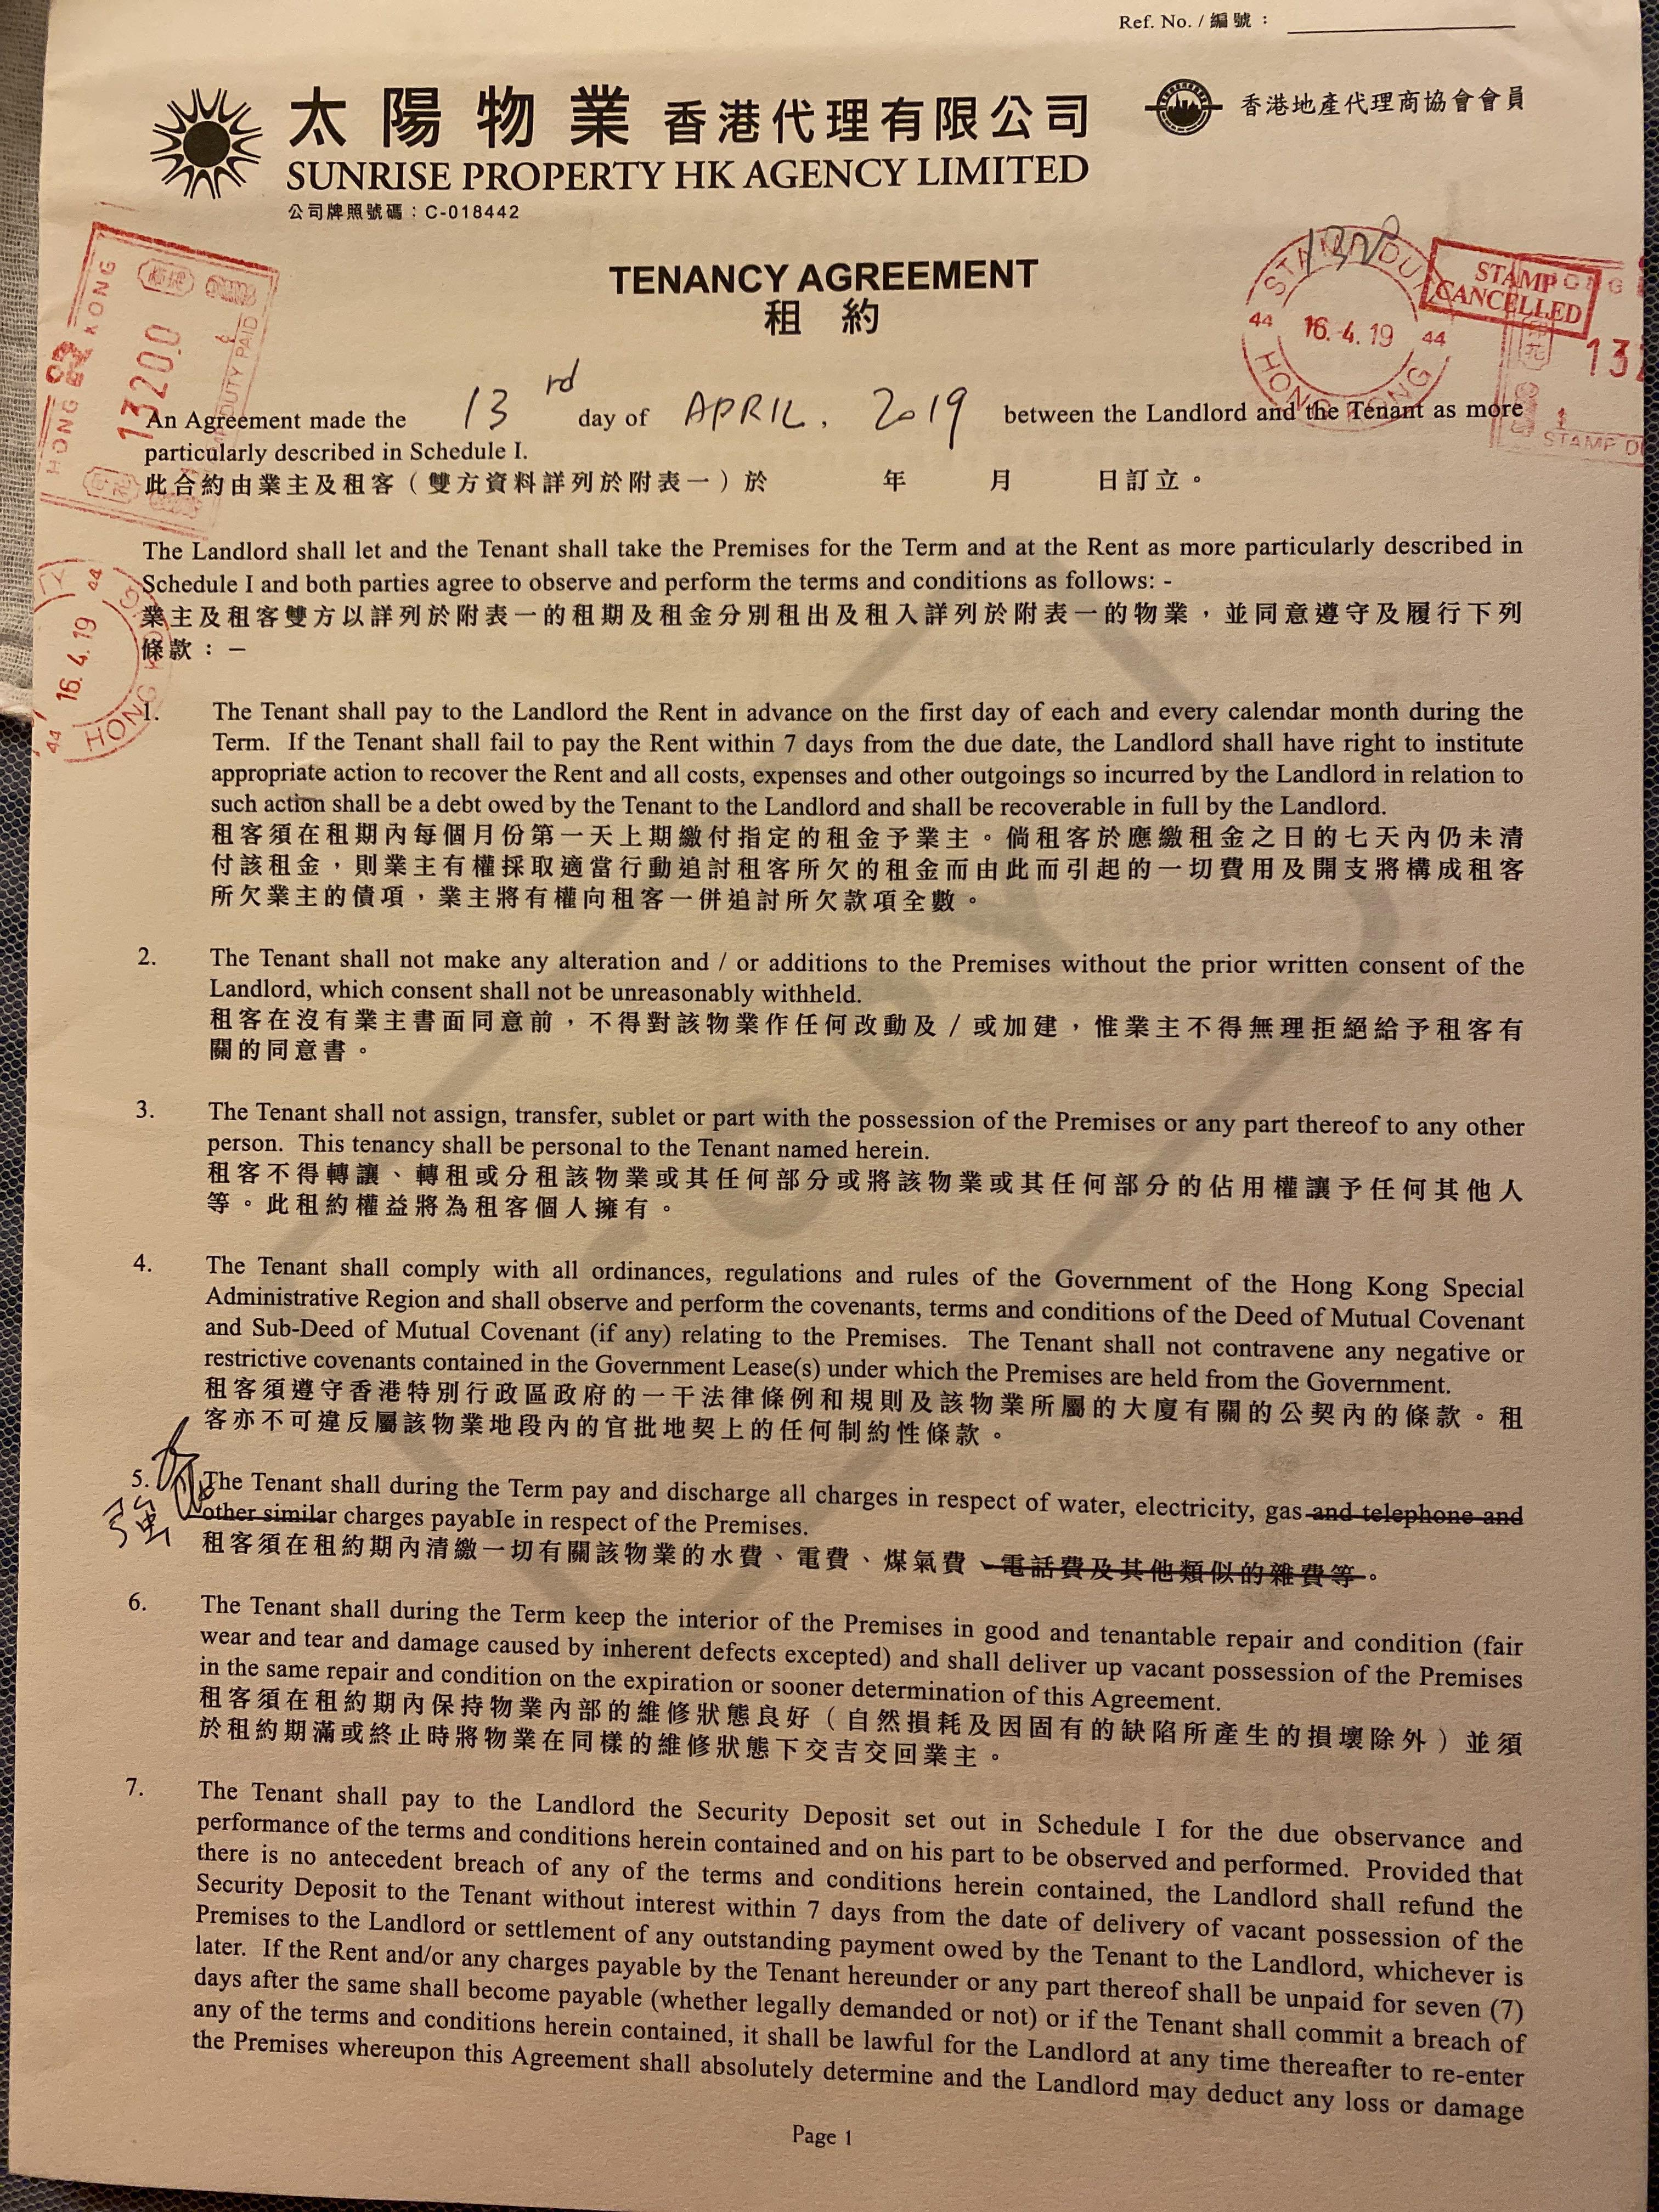 Ref. No. / 編號：
太陽物業香港代理有限公司
SUNRISE PROPERTY HK AGENCY LIMITED
公司牌照號碼：C-018442
香港地產代理商協會會員
TENANCY AGREEMENT
租約
HONG KONG
1320.0
DUTY PAID
1320
STAMP DU
44 16. 4. 19 44
HONG KONG
STAMP CANCELLED
STAMP DU
An Agreement made the 13 rd day of APRIL. 2019 between the Landlord and the Tenant as more
particularly described in Schedule I.
此合約由業主及租客（雙方資料詳列於附表一）於 年 月 日訂立。
44 16. 4. 19 44
HONG KONG
The Landlord shall let and the Tenant shall take the Premises for the Term and at the Rent as more particularly described in
Schedule I and both parties agree to observe and perform the terms and conditions as follows: -
業主及租客雙方以詳列於附表一的租期及租金分別租出及租入詳列於附表一的物業，並同意遵守及履行下列
條款：－
1. The Tenant shall pay to the Landlord the Rent in advance on the first day of each and every calendar month during the
Term. If the Tenant shall fail to pay the Rent within 7 days from the due date, the Landlord shall have right to institute
appropriate action to recover the Rent and all costs, expenses and other outgoings so incurred by the Landlord in relation to
such action shall be a debt owed by the Tenant to the Landlord and shall be recoverable in full by the Landlord.
租客須在租期內每個月份第一天上期繳付指定的租金予業主。倘租客於應繳租金之日的七天內仍未清
付該租金，則業主有權採取適當行動追討租客所欠的租金而由此而引起的一切費用及開支將構成租客
所欠業主的債項，業主將有權向租客一併追討所欠款項全數。
2. The Tenant shall not make any alteration and / or additions to the Premises without the prior written consent of the
Landlord, which consent shall not be unreasonably withheld.
租客在沒有業主書面同意前，不得對該物業作任何改動及 / 或加建，惟業主不得無理拒絕給予租客有
關的同意書。
3. The Tenant shall not assign, transfer, sublet or part with the possession of the Premises or any part thereof to any other
person. This tenancy shall be personal to the Tenant named herein.
租客不得轉讓、轉租或分租該物業或其任何部分或將該物業或其任何部分的佔用權讓予任何其他人
等。此租約權益將為租客個人擁有。
4. The Tenant shall comply with all ordinances, regulations and rules of the Government of the Hong Kong Special
Administrative Region and shall observe and perform the covenants, terms and conditions of the Deed of Mutual Covenant
and Sub-Deed of Mutual Covenant (if any) relating to the Premises. The Tenant shall not contravene any negative or
restrictive covenants contained in the Government Lease(s) under which the Premises are held from the Government.
租客須遵守香港特別行政區政府的一干法律條例和規則及該物業所屬的大廈有關的公契內的條款。租
客亦不可違反屬該物業地段內的官批地契上的任何制約性條款。
5. The Tenant shall during the Term pay and discharge all charges in respect of water, electricity, gas and telephone and
強 other similar charges payable in respect of the Premises.
租客須在租約期內清繳一切有關該物業的水費、電費、煤氣費、電話費及其他類似的雜費等。
6. The Tenant shall during the Term keep the interior of the Premises in good and tenantable repair and condition (fair
wear and tear and damage caused by inherent defects excepted) and shall deliver up vacant possession of the Premises
in the same repair and condition on the expiration or sooner determination of this Agreement.
租客須在租約期內保持物業內部的維修狀態良好（自然損耗及因固有的缺陷所產生的損壞除外）並須
於租約期滿或終止時將物業在同樣的維修狀態下交吉交回業主。
7. The Tenant shall pay to the Landlord the Security Deposit set out in Schedule I for the due observance and
performance of the terms and conditions herein contained and on his part to be observed and performed. Provided that
there is no antecedent breach of any of the terms and conditions herein contained, the Landlord shall refund the
Security Deposit to the Tenant without interest within 7 days from the date of delivery of vacant possession of the
Premises to the Landlord or settlement of any outstanding payment owed by the Tenant to the Landlord, whichever is
later. If the Rent and/or any charges payable by the Tenant hereunder or any part thereof shall be unpaid for seven (7)
days after the same shall become payable (whether legally demanded or not) or if the Tenant shall commit a breach of
any of the terms and conditions herein contained, it shall be lawful for the Landlord at any time thereafter to re-enter
the Premises whereupon this Agreement shall absolutely determine and the Landlord may deduct any loss or damage
Page 1
COPY